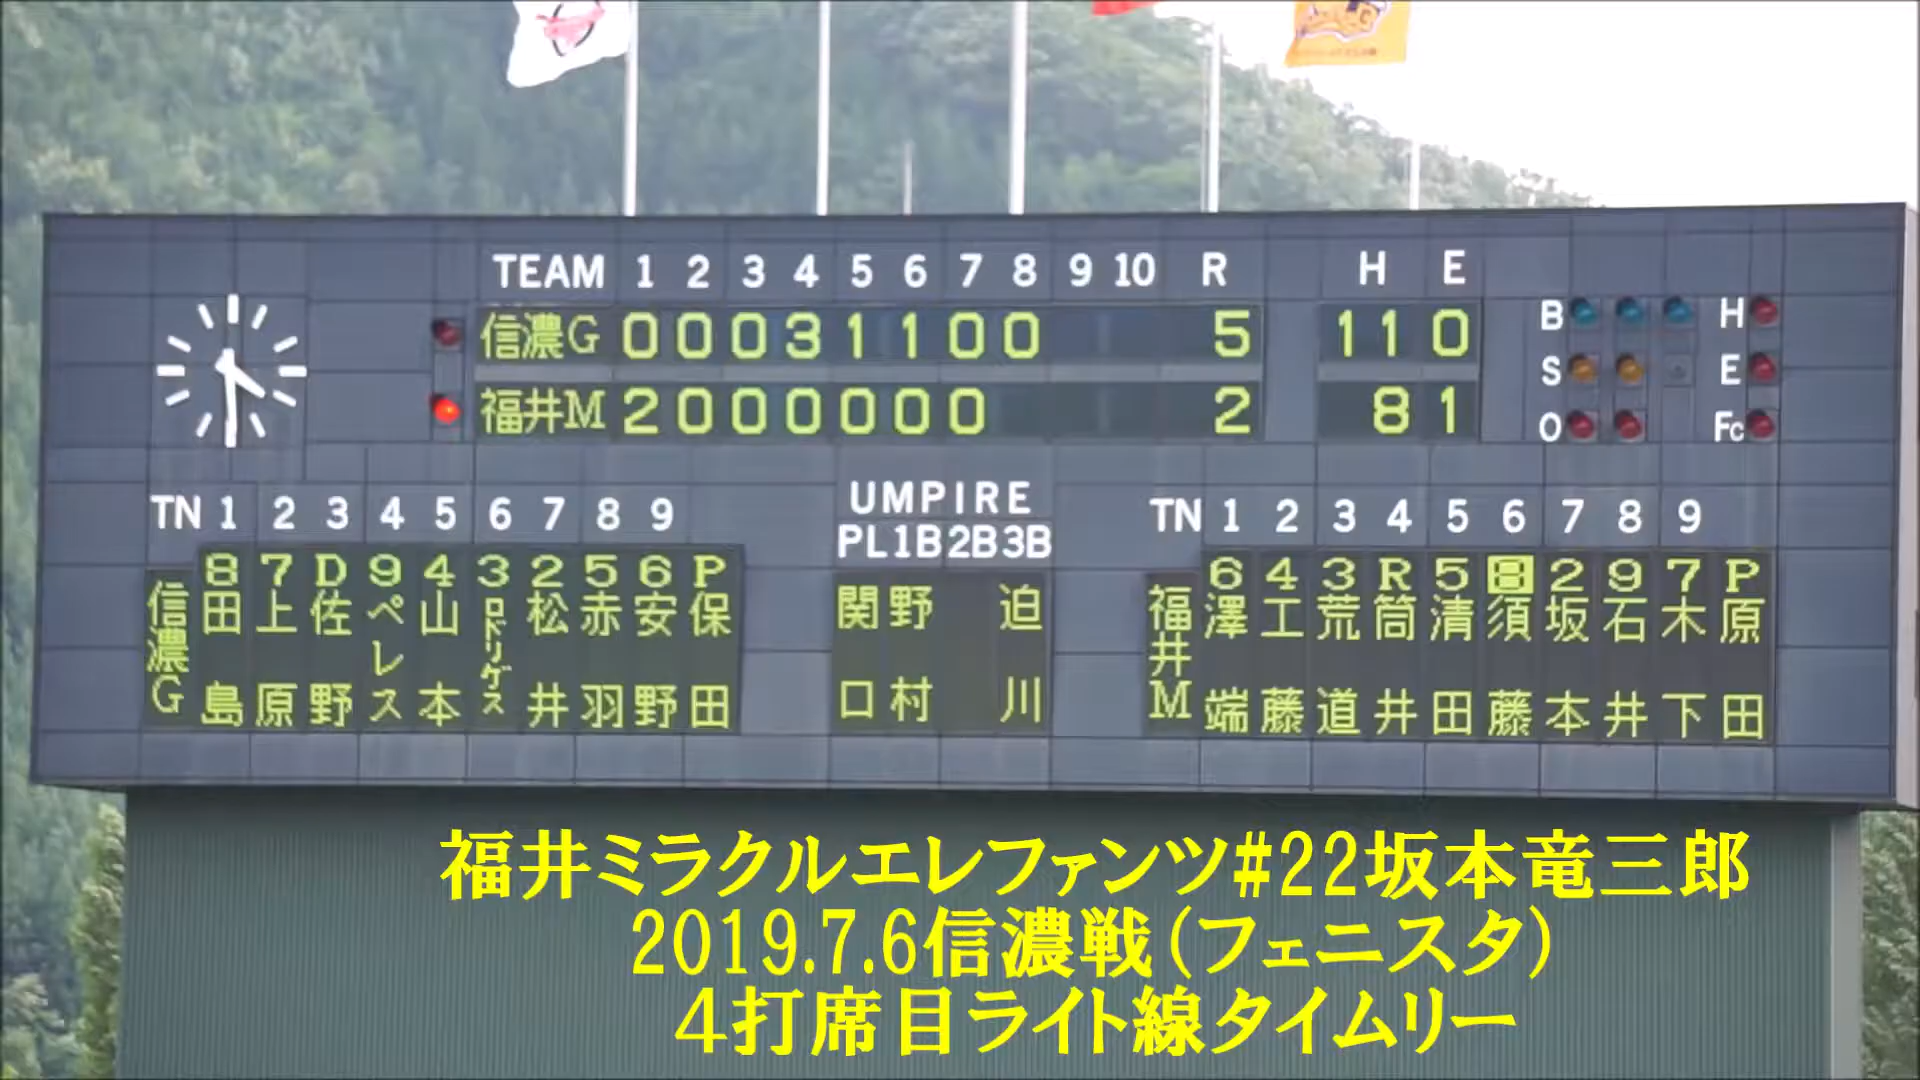 TEAM 1 2 3 4 5 6 7 8 9 10 R H E
信濃G 0 0 0 3 1 1 0 0 5 11 0
福井M 2 0 0 0 0 0 0 2 8 1
B H
S E
O Fc
TN 1 2 3 4 5 6 7 8 9
8 7 D 9 4 3 2 5 6 P
信濃G 田島 上原 佐野 ペレス 山本 ロドリゲス 松井 赤羽 安野 保田
UMPIRE
PL 1B 2B 3B
関口 野村 迫川
TN 1 2 3 4 5 6 7 8 9
6 4 3 R 5 8 2 9 7 P
福井M 澤端 工藤 荒道 筒井 清田 須藤 坂本 石井 木下 原田
福井ミラクルエレファンツ#22坂本竜三郎
2019.7.6信濃戦(フェニスタ)
4打席目ライト線タイムリー